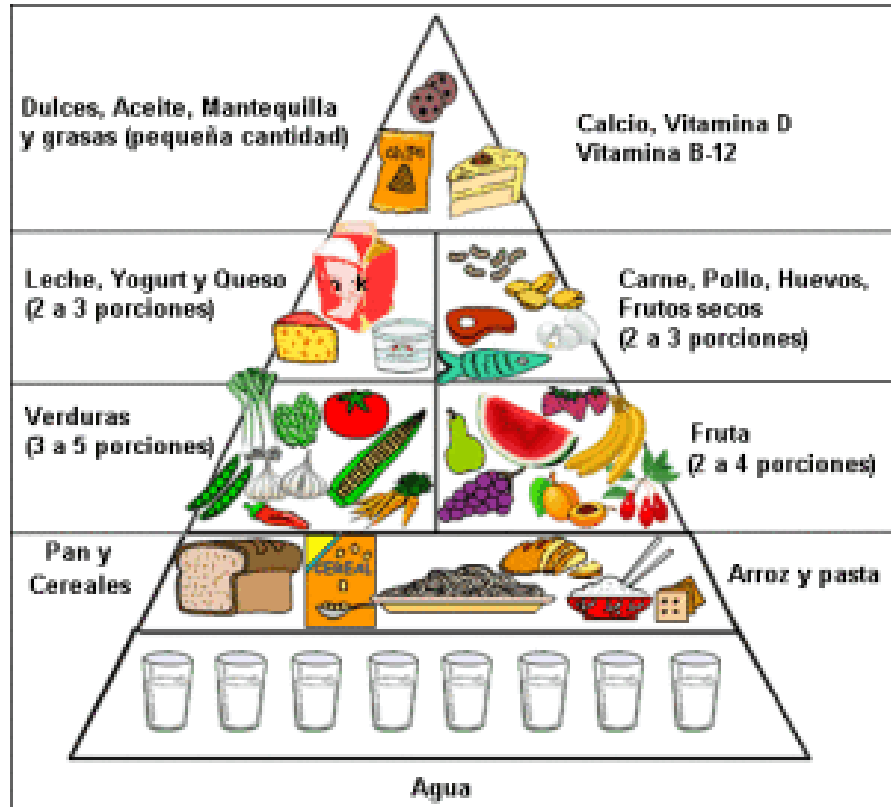 Dulces, Aceite, Mantequilla
y grasas (pequeña cantidad)
Calcio, Vitamina D
Vitamina B-12
Leche, Yogurt y Queso
(2 a 3 porciones)
Carne, Pollo, Huevos,
Frutos secos
(2 a 3 porciones)
Verduras
(3 a 5 porciones)
Fruta
(2 a 4 porciones)
Pan y
Cereales
CEREAL
Arroz y pasta
Agua